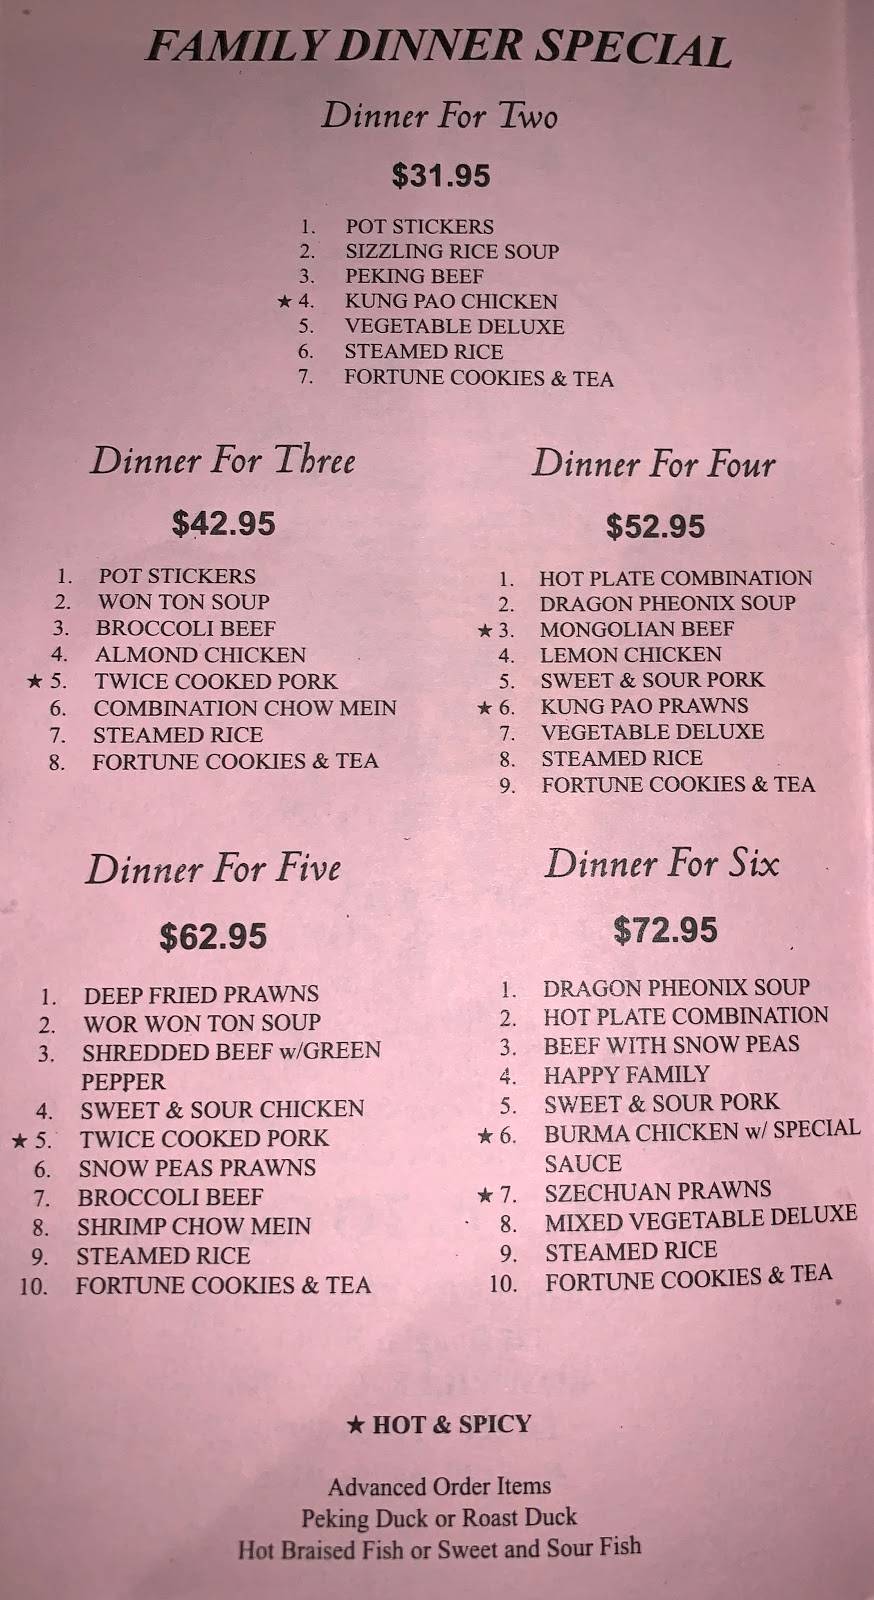 FAMILY DINNER SPECIAL
Dinner For Two
$31.95
1. POT STICKERS
2. SIZZLING RICE SOUP
3. PEKING BEEF
★ 4. KUNG PAO CHICKEN
5. VEGETABLE DELUXE
6. STEAMED RICE
7. FORTUNE COOKIES & TEA
Dinner For Three
$42.95
1. POT STICKERS
2. WON TON SOUP
3. BROCCOLI BEEF
4. ALMOND CHICKEN
★ 5. TWICE COOKED PORK
6. COMBINATION CHOW MEIN
7. STEAMED RICE
8. FORTUNE COOKIES & TEA
Dinner For Four
$52.95
1. HOT PLATE COMBINATION
2. DRAGON PHEONIX SOUP
★ 3. MONGOLIAN BEEF
4. LEMON CHICKEN
5. SWEET & SOUR PORK
★ 6. KUNG PAO PRAWNS
7. VEGETABLE DELUXE
8. STEAMED RICE
9. FORTUNE COOKIES & TEA
Dinner For Five
$62.95
1. DEEP FRIED PRAWNS
2. WOR WON TON SOUP
3. SHREDDED BEEF w/GREEN
PEPPER
4. SWEET & SOUR CHICKEN
★ 5. TWICE COOKED PORK
6. SNOW PEAS PRAWNS
7. BROCCOLI BEEF
8. SHRIMP CHOW MEIN
9. STEAMED RICE
10. FORTUNE COOKIES & TEA
Dinner For Six
$72.95
1. DRAGON PHEONIX SOUP
2. HOT PLATE COMBINATION
3. BEEF WITH SNOW PEAS
4. HAPPY FAMILY
5. SWEET & SOUR PORK
★ 6. BURMA CHICKEN w/ SPECIAL
SAUCE
★ 7. SZECHUAN PRAWNS
8. MIXED VEGETABLE DELUXE
9. STEAMED RICE
10. FORTUNE COOKIES & TEA
★ HOT & SPICY
Advanced Order Items
Peking Duck or Roast Duck
Hot Braised Fish or Sweet and Sour Fish